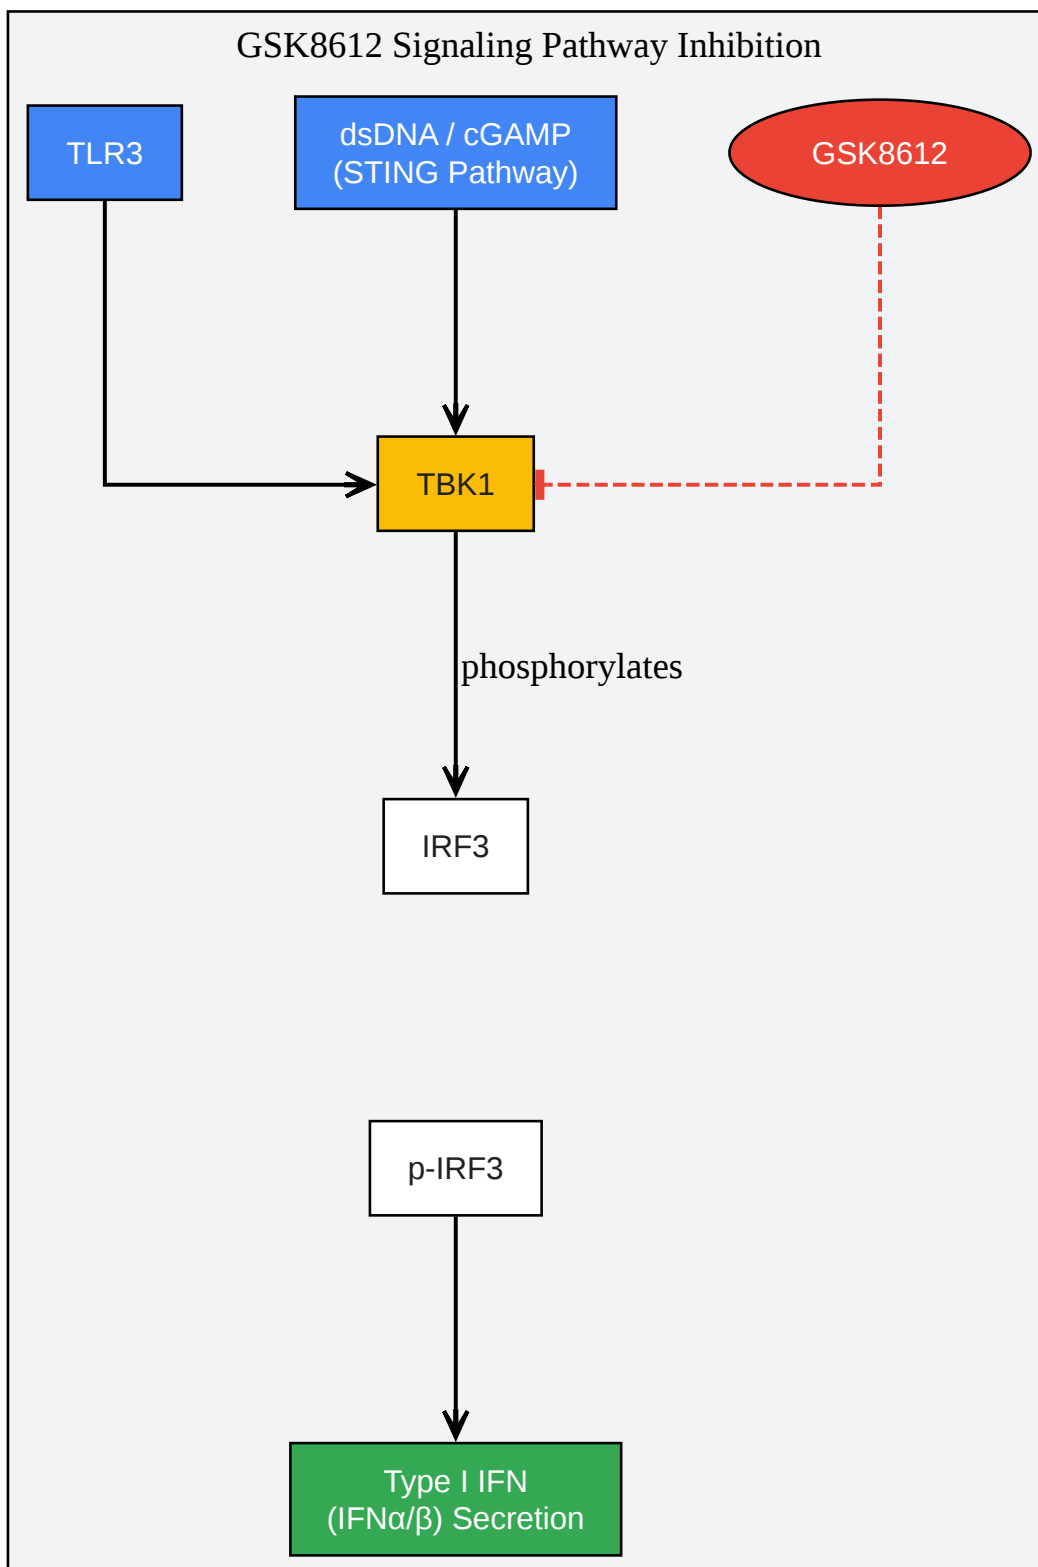 GSK8612 Signaling Pathway Inhibition
TLR3
dsDNA / cGAMP
(STING Pathway)
GSK8612
TBK1
phosphorylates
IRF3
p-IRF3
Type I IFN
(IFNα/β) Secretion